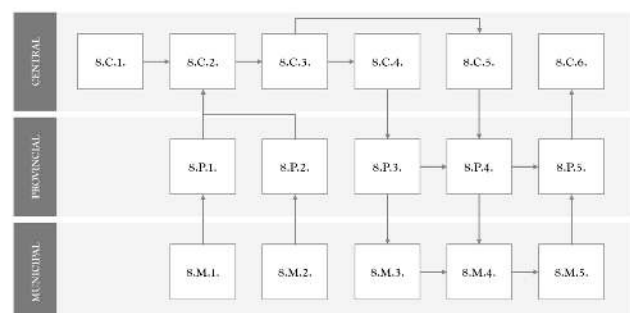 CENTRAL
8.C.1.
8.C.2.
8.C.3.
8.C.4.
8.C.5.
8.C.6.
PROVINCIAL
8.P.1.
8.P.2.
8.P.3.
8.P.4.
8.P.5.
MUNICIPAL
8.M.1.
8.M.2.
8.M.3.
8.M.4.
8.M.5.